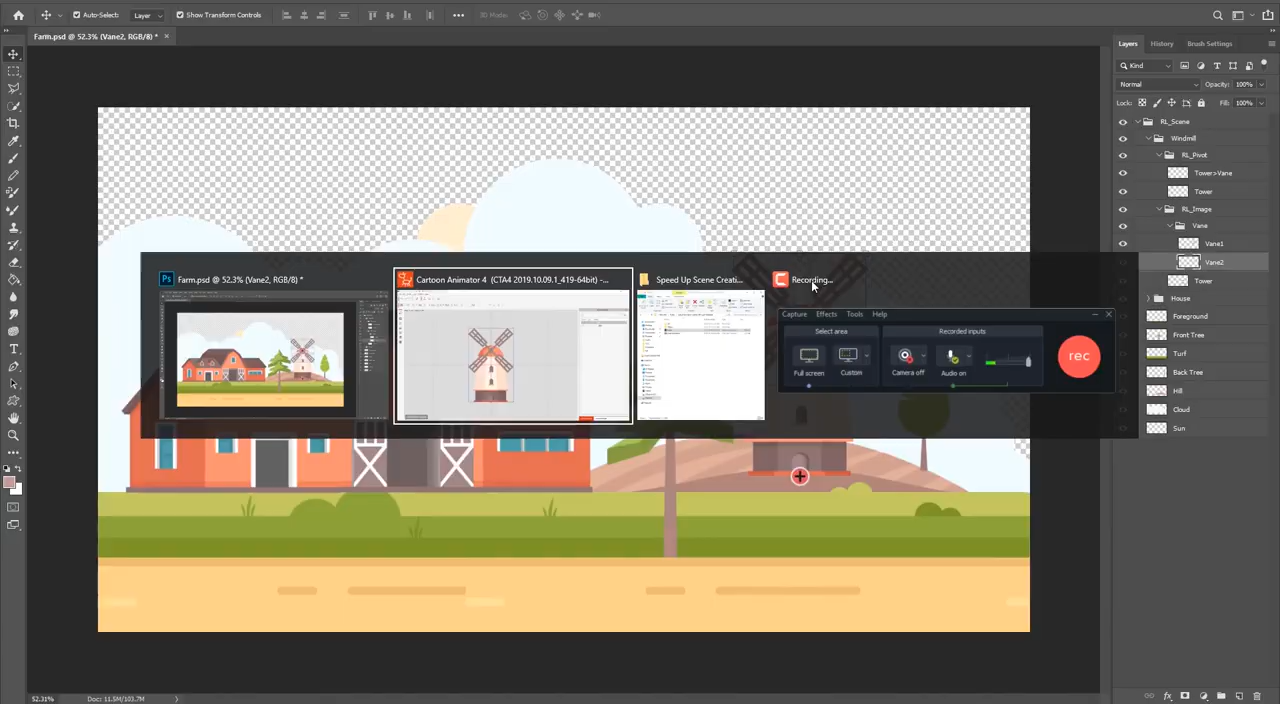 Auto-Select: Layer Show Transform Controls 3D Mode:
Farm.psd @ 52.3% (Vane2, RGB/8) *
Layers History Brush Settings
Kind
Normal Opacity: 100%
Lock: Fill: 100%
RL_Scene
Windmill
RL_Pivot
Tower>Vane
Tower
RL_Image
Vane
Vane1
Vane2
Tower
House
Foreground
Front Tree
Turf
Back Tree
Hill
Cloud
Sun
Farm.psd @ 52.3% (Vane2, RGB/8) *
Cartoon Animator 4 (CTA4 2019.10.09.1_419-64bit) -...
Speed Up Scene Creati...
Recording...
Capture Effects Tools Help
Select area Recorded inputs
Full screen Custom Camera off Audio on
rec
52.31% Doc: 11.5M/103.7M